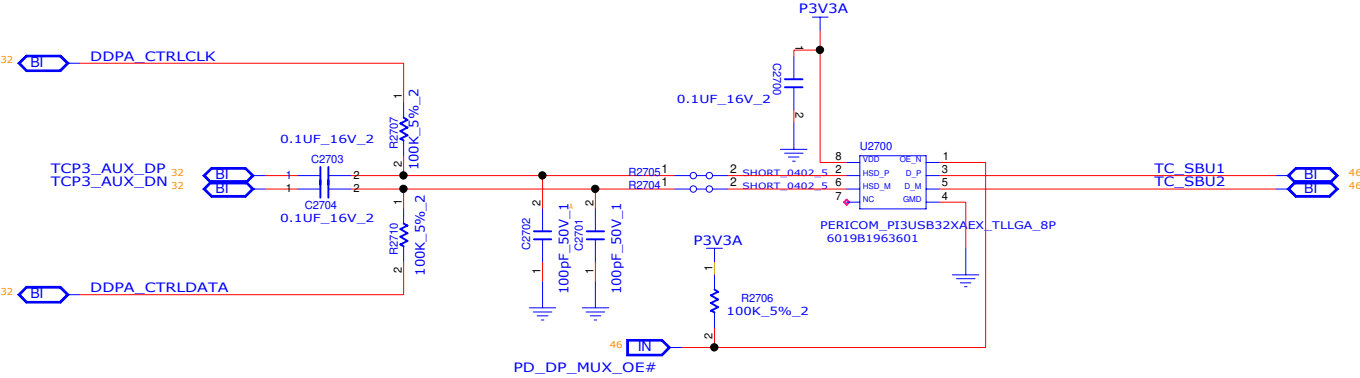 P3V3A
32 BI DDPA_CTRLCLK
1
C2700
0.1UF_16V_2
2
1
R2707
100K_5%_2
2
0.1UF_16V_2
C2703
TCP3_AUX_DP 32 BI 1 2
TCP3_AUX_DN 32 BI 1 2
C2704
0.1UF_16V_2
R2705 1 2 SHORT_0402_5
R2704 1 2 SHORT_0402_5
U2700
8 VDD OE_N 1
2 HSD_P D_P 3
6 HSD_M D_M 5
7 NC GMD 4
TC_SBU1 BI 46
TC_SBU2 BI 46
PERICOM_PI3USB32XAEX_TLLGA_8P
6019B1963601
1
R2710
100K_5%_2
2
2
C2702
100pF_50V_1
1
2
C2701
100pF_50V_1
1
P3V3A
1
R2706
100K_5%_2
2
32 BI DDPA_CTRLDATA
46 IN
PD_DP_MUX_OE#